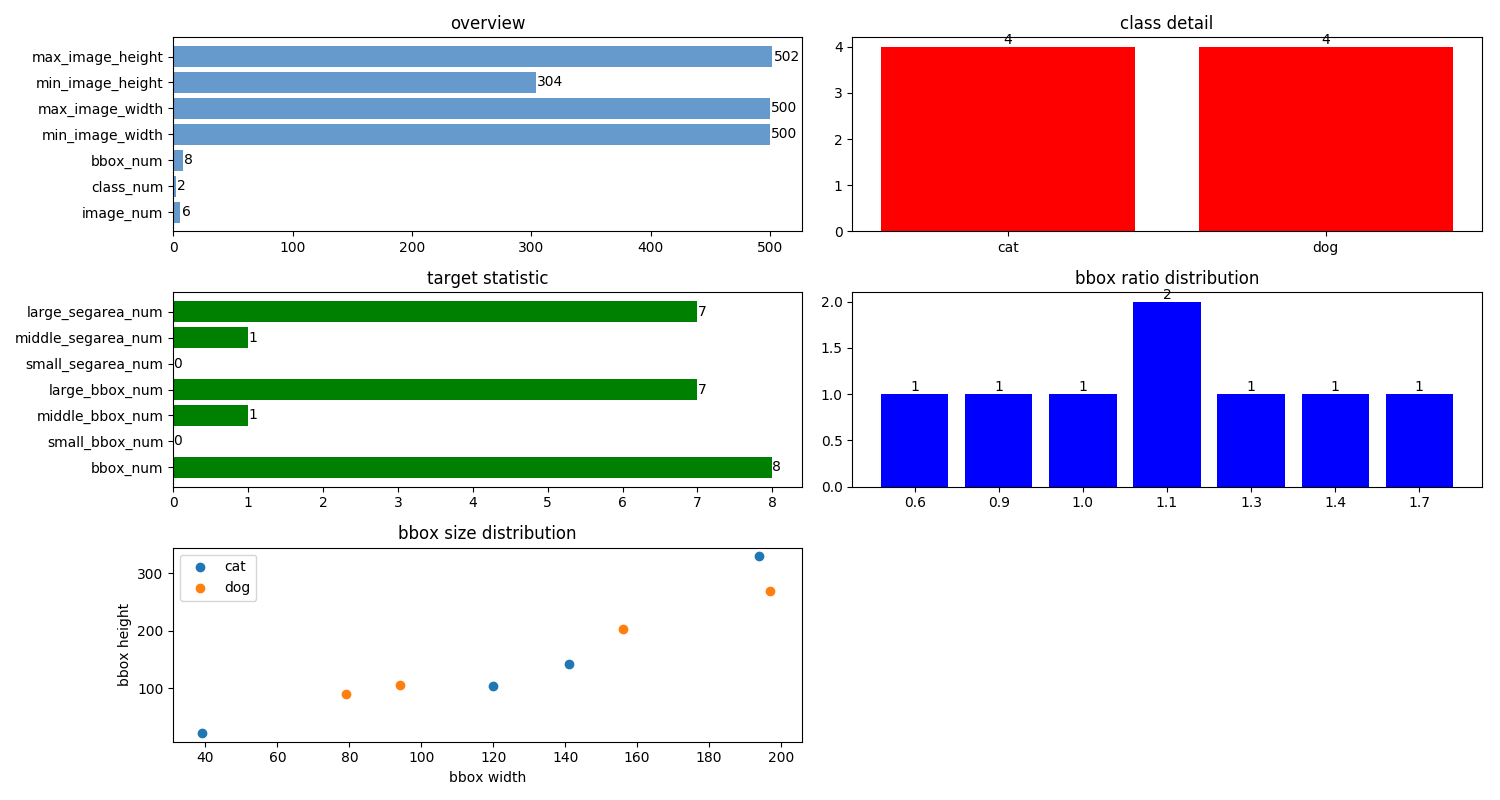 overview
max_image_height 502
min_image_height 304
max_image_width 500
min_image_width 500
bbox_num 8
class_num 2
image_num 6
0 100 200 300 400 500
class detail
4 4
4
3
2
1
0
cat dog
target statistic
large_segarea_num 7
middle_segarea_num 1
small_segarea_num 0
large_bbox_num 7
middle_bbox_num 1
small_bbox_num 0
bbox_num 8
0 1 2 3 4 5 6 7 8
bbox ratio distribution
2.0
1.5
1.0
0.5
0.0
1 1 1 2 1 1 1
0.6 0.9 1.0 1.1 1.3 1.4 1.7
bbox size distribution
cat
dog
bbox height
300
200
100
40 60 80 100 120 140 160 180 200
bbox width